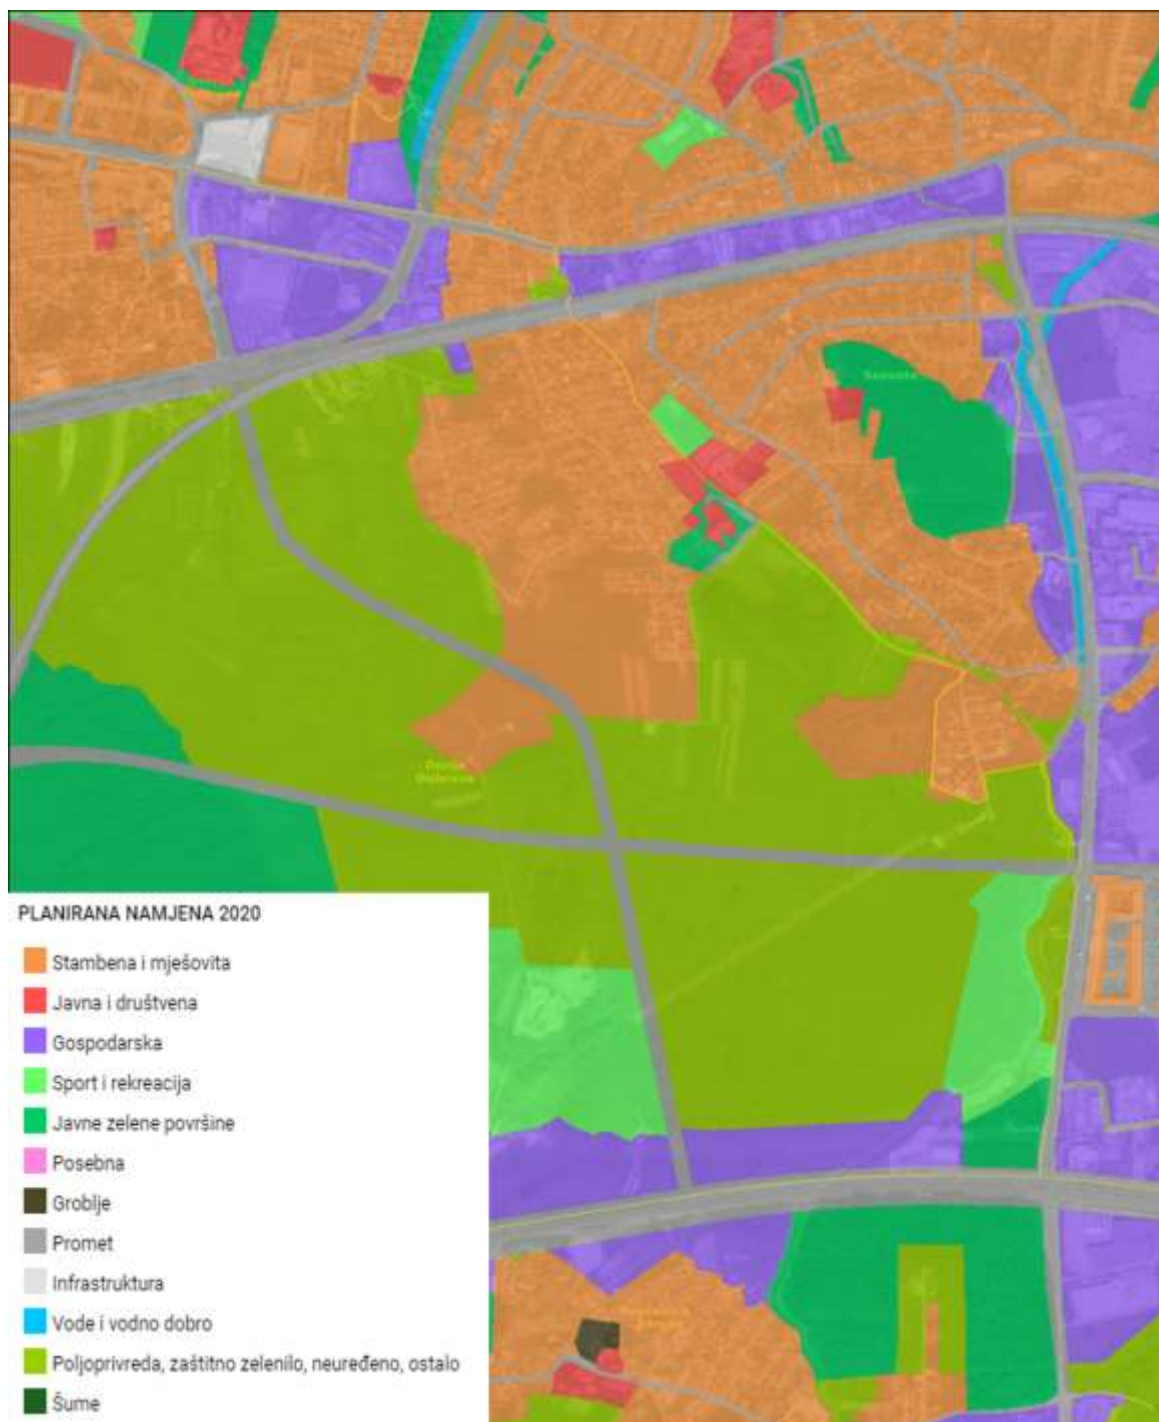 PLANIRANA NAMJENA 2020
Stambena i mješovita
Javna i društvena
Gospodarska
Sport i rekreacija
Javne zelene površine
Posebna
Groblje
Promet
Infrastruktura
Vode i vodno dobro
Poljoprivreda, zaštitno zelenilo, neuređeno, ostalo
Šume